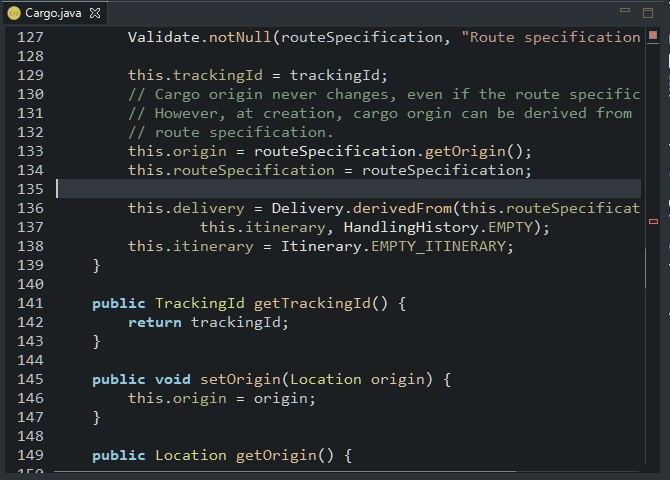 Cargo.java
127 Validate.notNull(routeSpecification, "Route specification
128
129 this.trackingId = trackingId;
130 // Cargo origin never changes, even if the route specific
131 // However, at creation, cargo orgin can be derived from
132 // route specification.
133 this.origin = routeSpecification.getOrigin();
134 this.routeSpecification = routeSpecification;
135
136 this.delivery = Delivery.derivedFrom(this.routeSpecificat
137 this.itinerary, HandlingHistory.EMPTY);
138 this.itinerary = Itinerary.EMPTY_ITINERARY;
139 }
140
141 public TrackingId getTrackingId() {
142 return trackingId;
143 }
144
145 public void setOrigin(Location origin) {
146 this.origin = origin;
147 }
148
149 public Location getOrigin() {